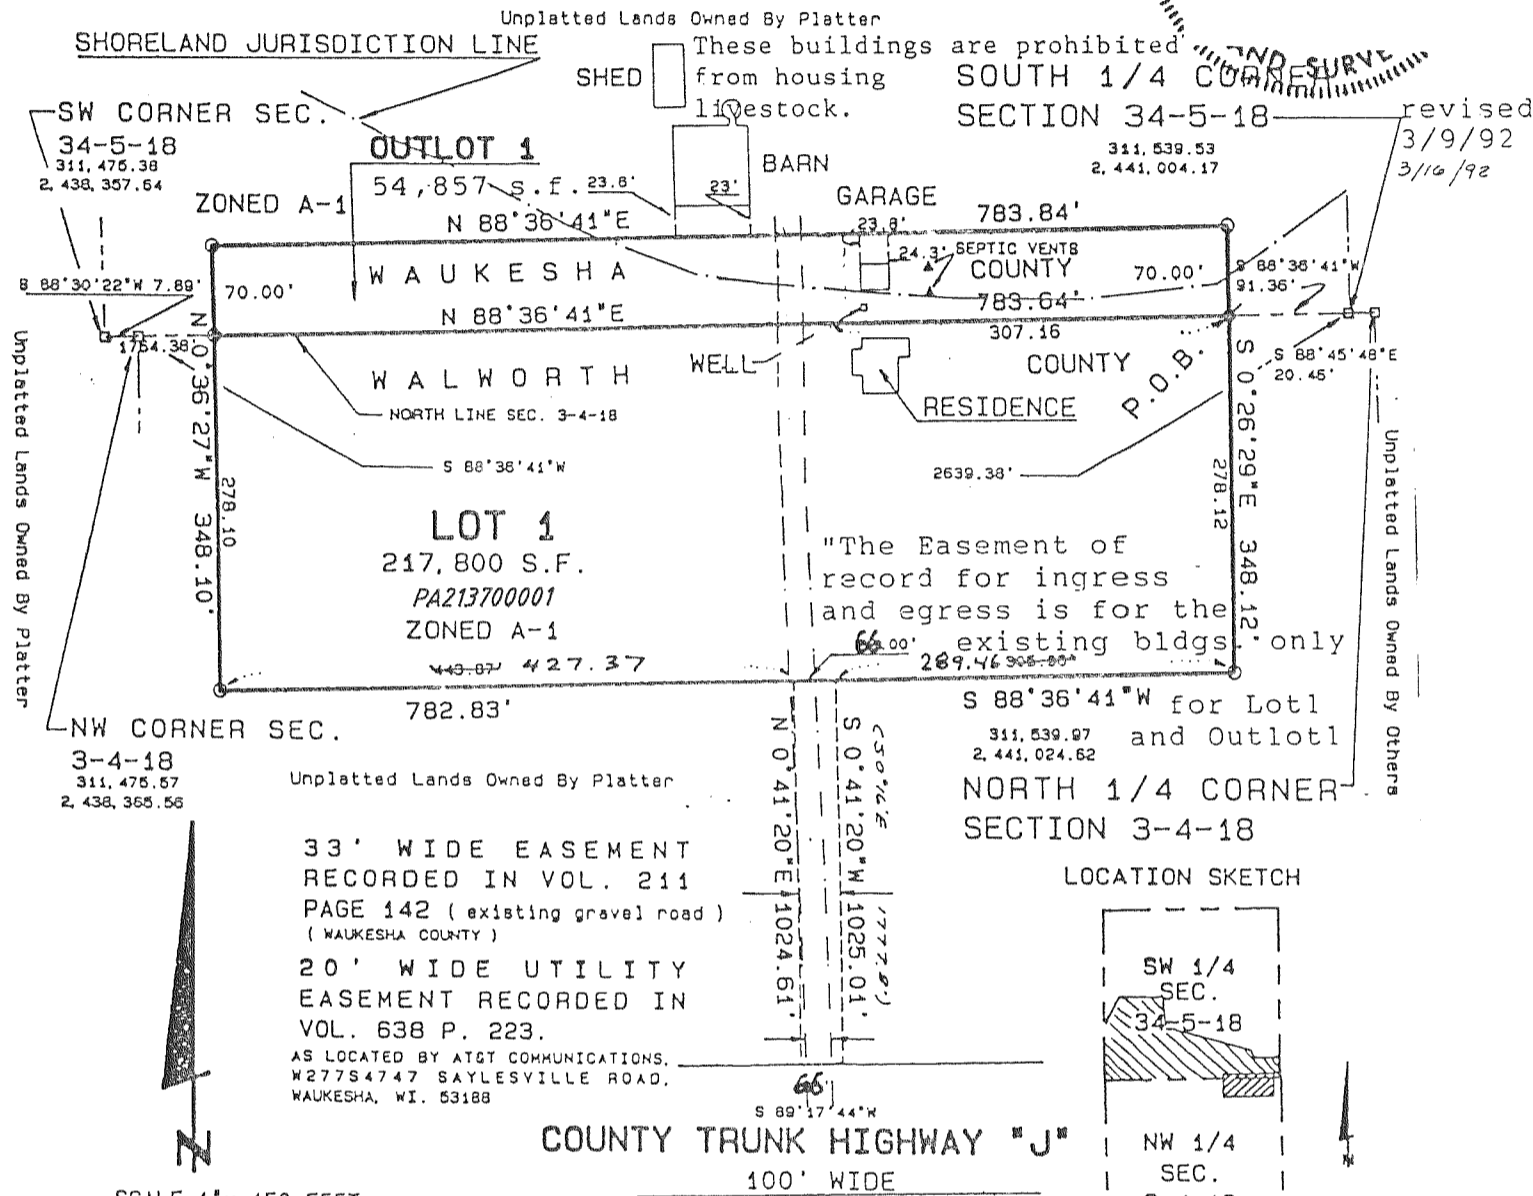 Unplatted Lands Owned By Platter
SHORELAND JURISDICTION LINE
SHED
These buildings are prohibited
from housing
livestock.
AND SURVE
SOUTH 1/4 CORNER
SECTION 34-5-18
311,539.53
2,441,004.17
revised
3/9/92
3/16/92
SW CORNER SEC.
34-5-18
311,475.38
2,438,357.64
OUTLOT 1
54,857 s.f.
ZONED A-1
23.6'
23'
BARN
GARAGE
N 88°36'41"E
783.84'
23.8'
24.3'
SEPTIC VENTS
WAUKESHA
COUNTY
70.00'
70.00'
S 88°30'22"W 7.89'
S 88°36'41"W
91.36'
N 88°36'41"E
783.64'
307.16
1754.38'
WELL
WALWORTH
COUNTY
P.O.B.
S 88°45'48"E
20.45'
NORTH LINE SEC. 3-4-18
RESIDENCE
S 88°36'41"W
2639.38'
Unplatted Lands Owned By Platter
N 0°36'27"W 348.10'
278.10
278.12
S 0°26'29"E 348.12'
Unplatted Lands Owned By Others
LOT 1
217,800 S.F.
PA213700001
ZONED A-1
"The Easement of
record for ingress
and egress is for the
existing bldgs. only
for Lot1
and Outlot1
66.00'
443.87' 427.37
289.46
782.83'
S 88°36'41"W
311,539.97
2,441,024.62
NW CORNER SEC.
3-4-18
311,475.57
2,438,365.56
NORTH 1/4 CORNER
SECTION 3-4-18
Unplatted Lands Owned By Platter
N 0°41'20"E 1024.61'
S 0°41'20"W 1025.01'
33' WIDE EASEMENT
RECORDED IN VOL. 211
PAGE 142 ( existing gravel road )
( WAUKESHA COUNTY )
20' WIDE UTILITY
EASEMENT RECORDED IN
VOL. 638 P. 223.
AS LOCATED BY AT&T COMMUNICATIONS,
W277S4747 SAYLESVILLE ROAD,
WAUKESHA, WI. 53188
66'
S 89°17'44"W
COUNTY TRUNK HIGHWAY "J"
100' WIDE
LOCATION SKETCH
SW 1/4
SEC.
34-5-18
NW 1/4
SEC.
N
N